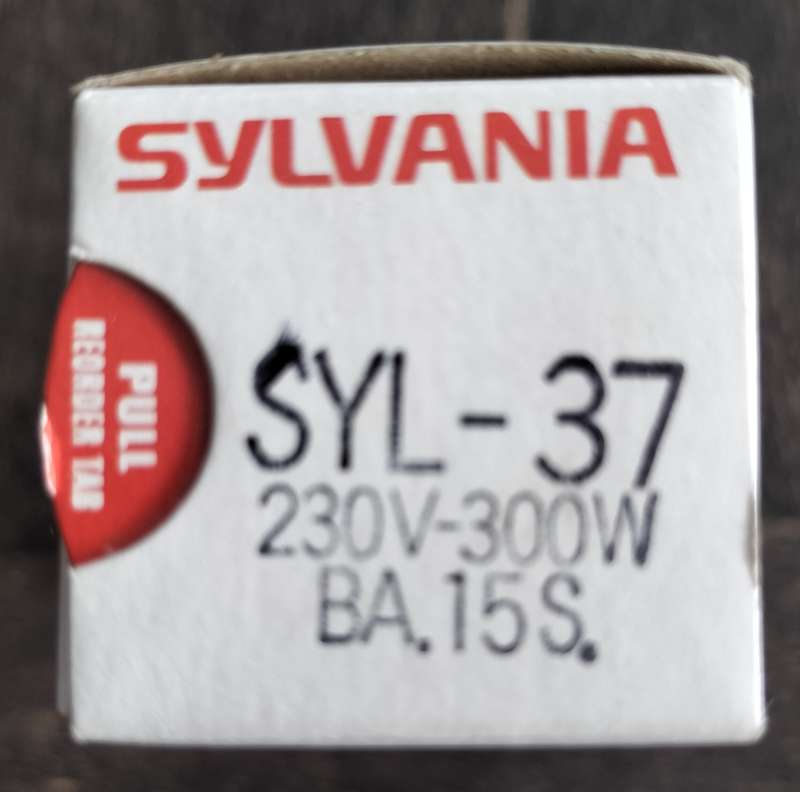 SYLVANIA
PULL
REORDER TAB
SYL-37
230V-300W
BA.15S.